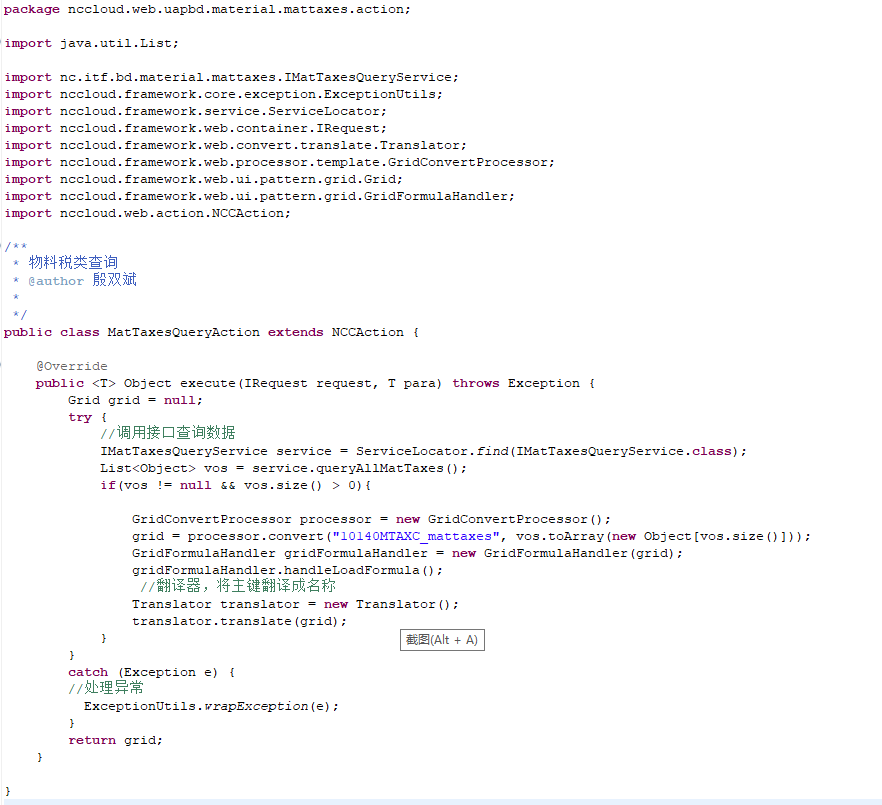 package nccloud.web.uapbd.material.mattaxes.action;
import java.util.List;
import nc.itf.bd.material.mattaxes.IMatTaxesQueryService;
import nccloud.framework.core.exception.ExceptionUtils;
import nccloud.framework.service.ServiceLocator;
import nccloud.framework.web.container.IRequest;
import nccloud.framework.web.convert.translate.Translator;
import nccloud.framework.web.processor.template.GridConvertProcessor;
import nccloud.framework.web.ui.pattern.grid.Grid;
import nccloud.framework.web.ui.pattern.grid.GridFormulaHandler;
import nccloud.web.action.NCCAction;
/**
 * 物料税类查询
 * @author 殷双斌
 *
 */
public class MatTaxesQueryAction extends NCCAction {
    @Override
    public <T> Object execute(IRequest request, T para) throws Exception {
        Grid grid = null;
        try {
            //调用接口查询数据
            IMatTaxesQueryService service = ServiceLocator.find(IMatTaxesQueryService.class);
            List<Object> vos = service.queryAllMatTaxes();
            if(vos != null && vos.size() > 0){
                GridConvertProcessor processor = new GridConvertProcessor();
                grid = processor.convert("10140MTAXC_mattaxes", vos.toArray(new Object[vos.size()]));
                GridFormulaHandler gridFormulaHandler = new GridFormulaHandler(grid);
                gridFormulaHandler.handleLoadFormula();
                 //翻译器，将主键翻译成名称
                Translator translator = new Translator();
                translator.translate(grid);
            }
截图(Alt + A)
        }
        catch (Exception e) {
        //处理异常
          ExceptionUtils.wrapException(e);
        }
        return grid;
    }
}